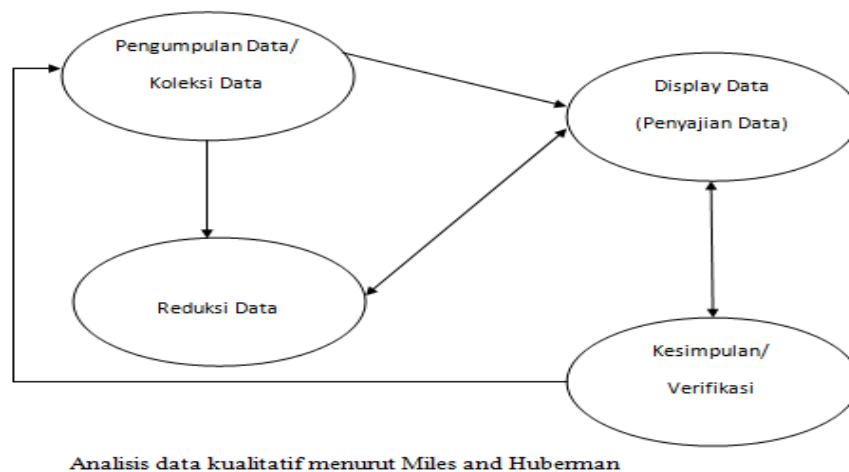 Pengumpulan Data/
Koleksi Data
Display Data
(Penyajian Data)
Reduksi Data
Kesimpulan/
Verifikasi
Analisis data kualitatif menurut Miles and Huberman